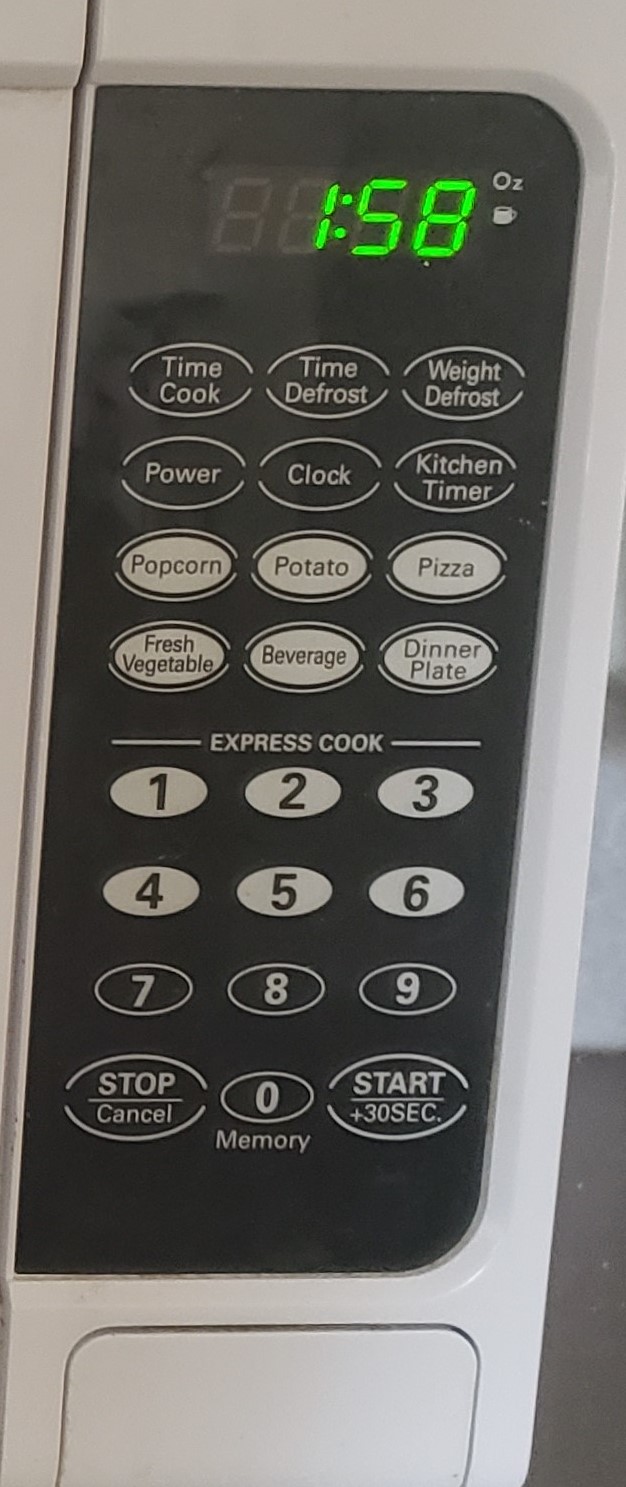 1:58 Oz
Time Cook Time Defrost Weight Defrost
Power Clock Kitchen Timer
Popcorn Potato Pizza
Fresh Vegetable Beverage Dinner Plate
EXPRESS COOK
1 2 3
4 5 6
7 8 9
STOP Cancel 0 START +30SEC.
Memory